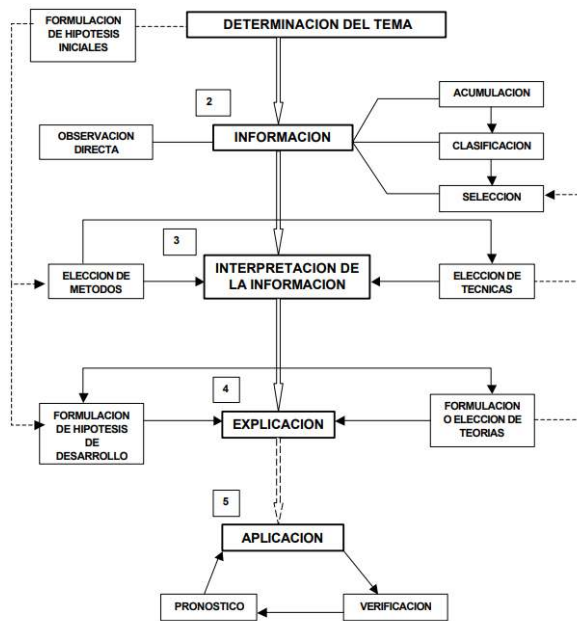 FORMULACION
DE HIPOTESIS
INICIALES
DETERMINACION DEL TEMA
2
ACUMULACION
OBSERVACION
DIRECTA
INFORMACION
CLASIFICACION
SELECCION
3
ELECCION DE
METODOS
INTERPRETACION DE
LA INFORMACION
ELECCION DE
TECNICAS
4
FORMULACION
DE HIPOTESIS
DE
DESARROLLO
EXPLICACION
FORMULACION
O ELECCION DE
TEORIAS
5
APLICACION
PRONOSTICO
VERIFICACION